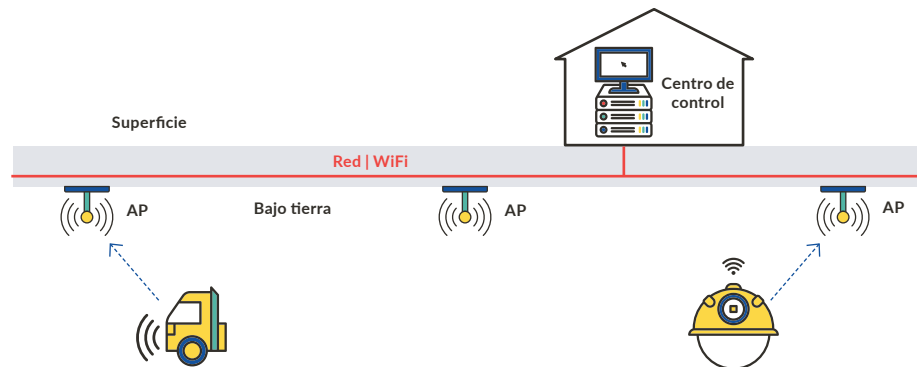 Centro de
control
Superficie
Red | WiFi
AP
Bajo tierra
AP
AP